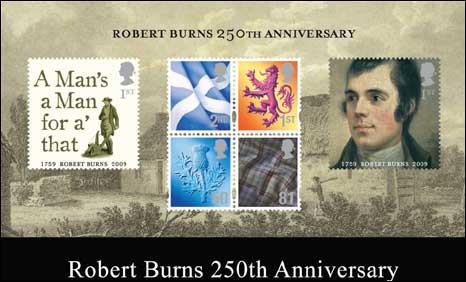 ROBERT BURNS 250TH ANNIVERSARY
A Man's
a Man
for a'
that
1ST
1759 ROBERT BURNS 2009
2ND
1ST
50
81
1ST
1759 ROBERT BURNS 2009
Robert Burns 250th Anniversary